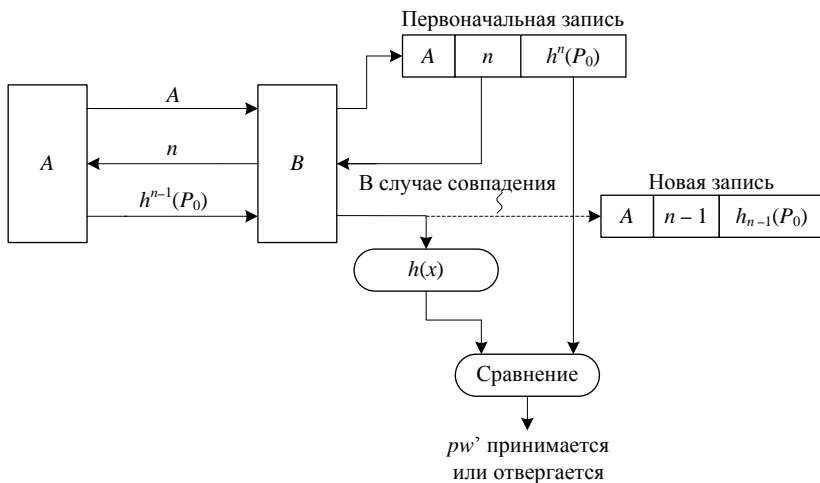 Первоначальная запись
A n hⁿ(P₀)
A
A
n
hⁿ⁻¹(P₀)
B
В случае совпадения
Новая запись
A n – 1 hₙ₋₁(P₀)
h(x)
Сравнение
pw’ принимается
или отвергается